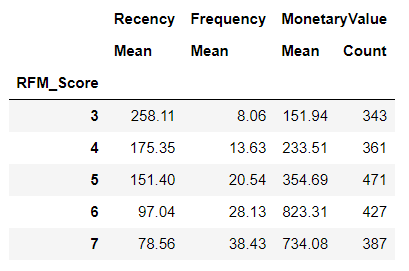 Recency Frequency MonetaryValue
Mean Mean Mean Count
RFM_Score
3 258.11 8.06 151.94 343
4 175.35 13.63 233.51 361
5 151.40 20.54 354.69 471
6 97.04 28.13 823.31 427
7 78.56 38.43 734.08 387